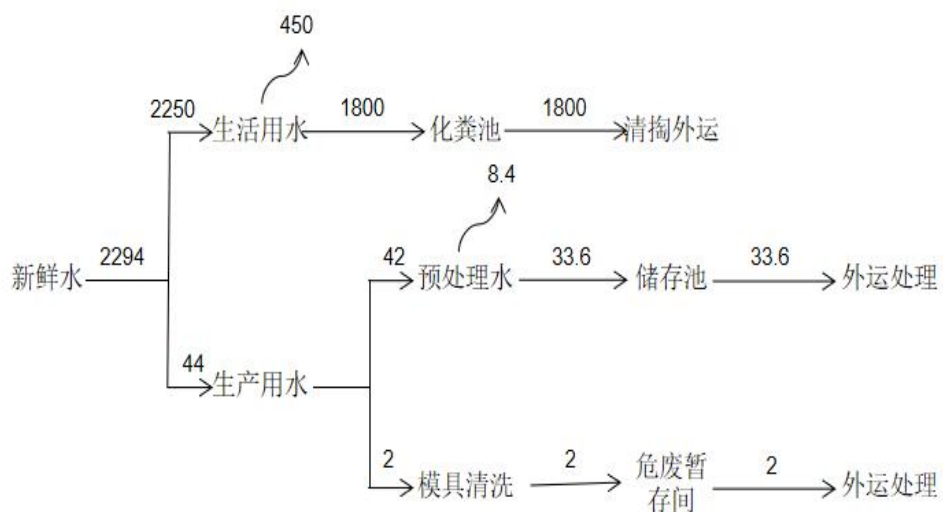 450
2250
生活用水
1800
化粪池
1800
清掏外运
8.4
新鲜水
2294
42
预处理水
33.6
储存池
33.6
外运处理
44
生产用水
2
模具清洗
2
危废暂
存间
2
外运处理